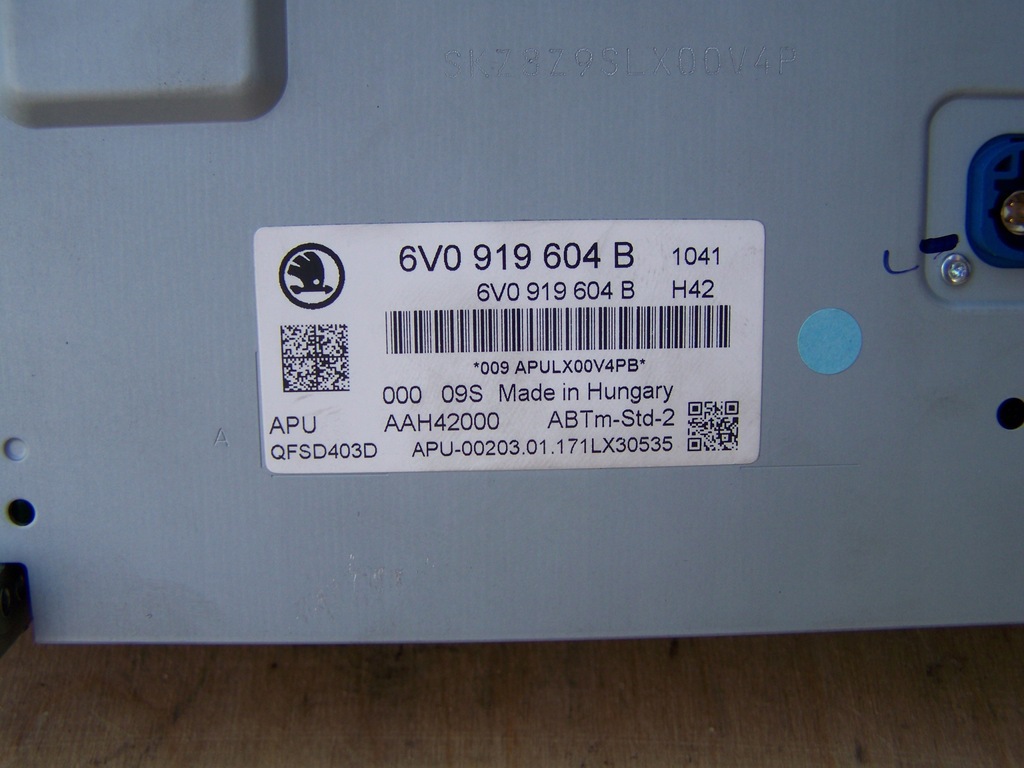 SKZ3Z9SLX00V4P
6V0 919 604 B 1041
6V0 919 604 B H42
*009 APULX00V4PB*
000 09S Made in Hungary
APU AAH42000 ABTm-Std-2
QFSD403D APU-00203.01.171LX30535
A